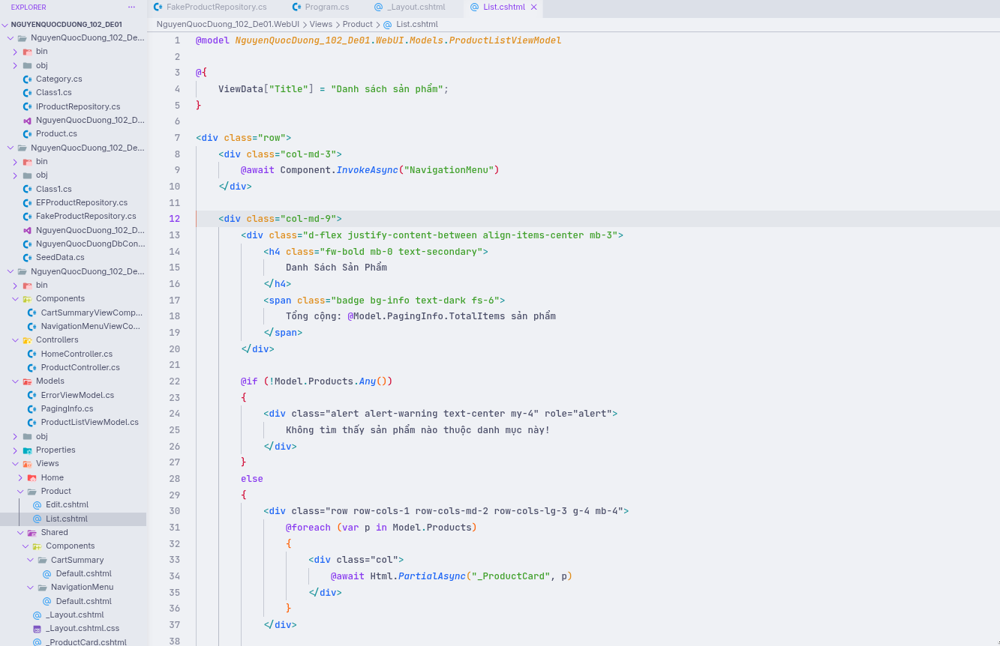 EXPLORER
NGUYENQUOCDUONG_102_DE01
NguyenQuocDuong_102_De...
bin
obj
Category.cs
Class1.cs
IProductRepository.cs
NguyenQuocDuong_102_D...
Product.cs
NguyenQuocDuong_102_De...
bin
obj
Class1.cs
EFProductRepository.cs
FakeProductRepository.cs
NguyenQuocDuong_102_D...
NguyenQuocDuongDbCon...
SeedData.cs
NguyenQuocDuong_102_De...
bin
Components
CartSummaryViewComp...
NavigationMenuViewCo...
Controllers
HomeController.cs
ProductController.cs
Models
ErrorViewModel.cs
PagingInfo.cs
ProductListViewModel.cs
obj
Properties
Views
Home
Product
Edit.cshtml
List.cshtml
Shared
Components
CartSummary
Default.cshtml
NavigationMenu
Default.cshtml
_Layout.cshtml
_Layout.cshtml.css
_ProductCard.cshtml
FakeProductRepository.cs Program.cs _Layout.cshtml List.cshtml
NguyenQuocDuong_102_De01.WebUI > Views > Product > List.cshtml
1 @model NguyenQuocDuong_102_De01.WebUI.Models.ProductListViewModel
2
3 @{
4 ViewData["Title"] = "Danh sách sản phẩm";
5 }
6
7 <div class="row">
8 <div class="col-md-3">
9 @await Component.InvokeAsync("NavigationMenu")
10 </div>
11
12 <div class="col-md-9">
13 <div class="d-flex justify-content-between align-items-center mb-3">
14 <h4 class="fw-bold mb-0 text-secondary">
15 Danh Sách Sản Phẩm
16 </h4>
17 <span class="badge bg-info text-dark fs-6">
18 Tổng cộng: @Model.PagingInfo.TotalItems sản phẩm
19 </span>
20 </div>
21
22 @if (!Model.Products.Any())
23 {
24 <div class="alert alert-warning text-center my-4" role="alert">
25 Không tìm thấy sản phẩm nào thuộc danh mục này!
26 </div>
27 }
28 else
29 {
30 <div class="row row-cols-1 row-cols-md-2 row-cols-lg-3 g-4 mb-4">
31 @foreach (var p in Model.Products)
32 {
33 <div class="col">
34 @await Html.PartialAsync("_ProductCard", p)
35 </div>
36 }
37 </div>
38